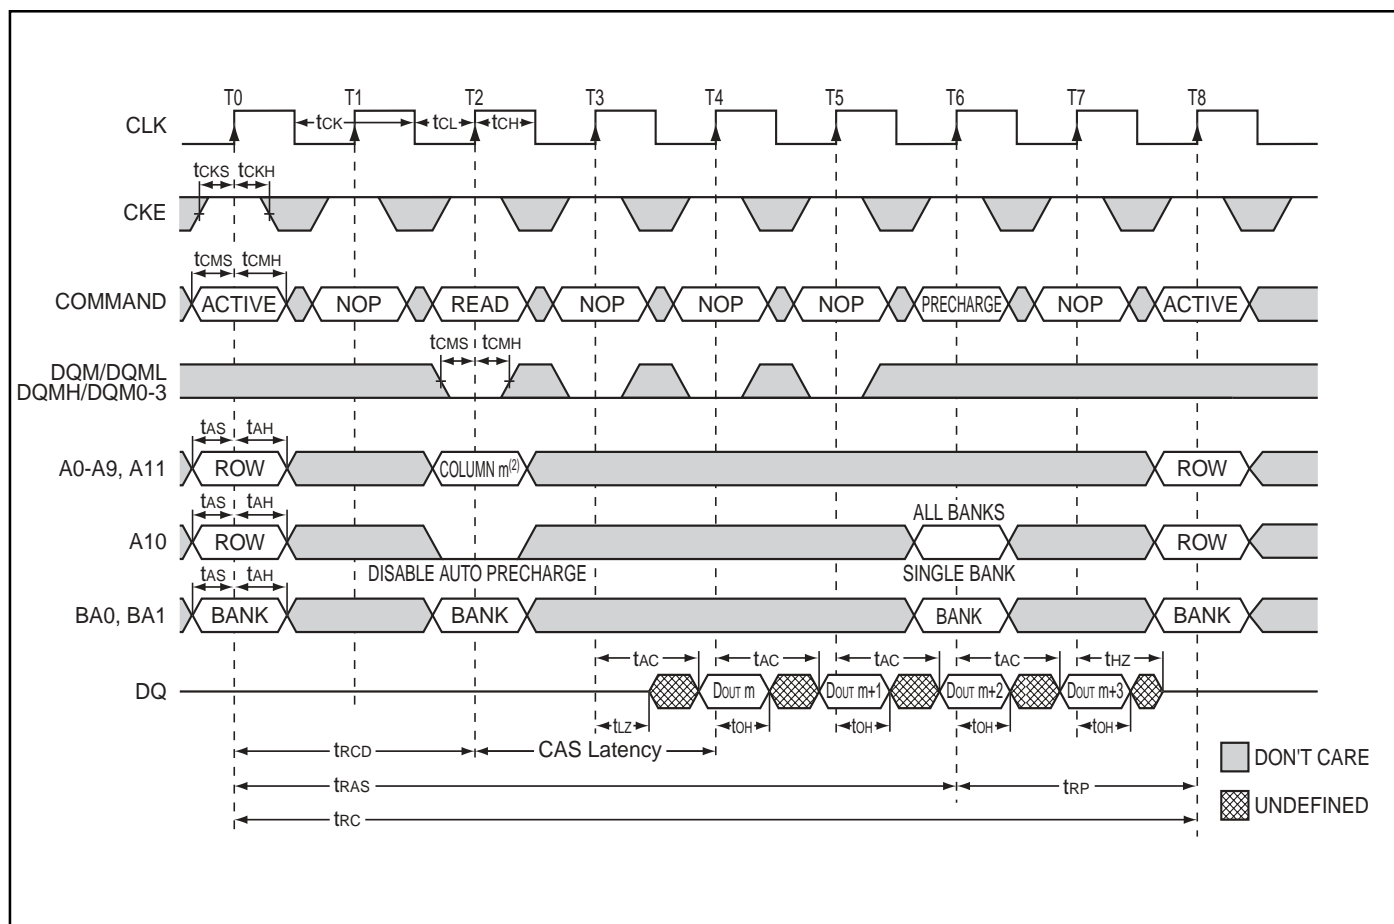 T0 T1 T2 T3 T4 T5 T6 T7 T8
CLK tCK tCL tCH
tCKS tCKH
CKE
tCMS tCMH
COMMAND ACTIVE NOP READ NOP NOP NOP PRECHARGE NOP ACTIVE
tCMS tCMH
DQM/DQML
DQMH/DQM0-3
tAS tAH
A0-A9, A11 ROW COLUMN m(2) ROW
tAS tAH ALL BANKS
A10 ROW ROW
tAS tAH DISABLE AUTO PRECHARGE SINGLE BANK
BA0, BA1 BANK BANK BANK BANK
tAC tAC tAC tAC tHZ
DQ DOUT m DOUT m+1 DOUT m+2 DOUT m+3
tLZ tOH tOH tOH tOH
tRCD CAS Latency
DON'T CARE
tRAS tRP
UNDEFINED
tRC